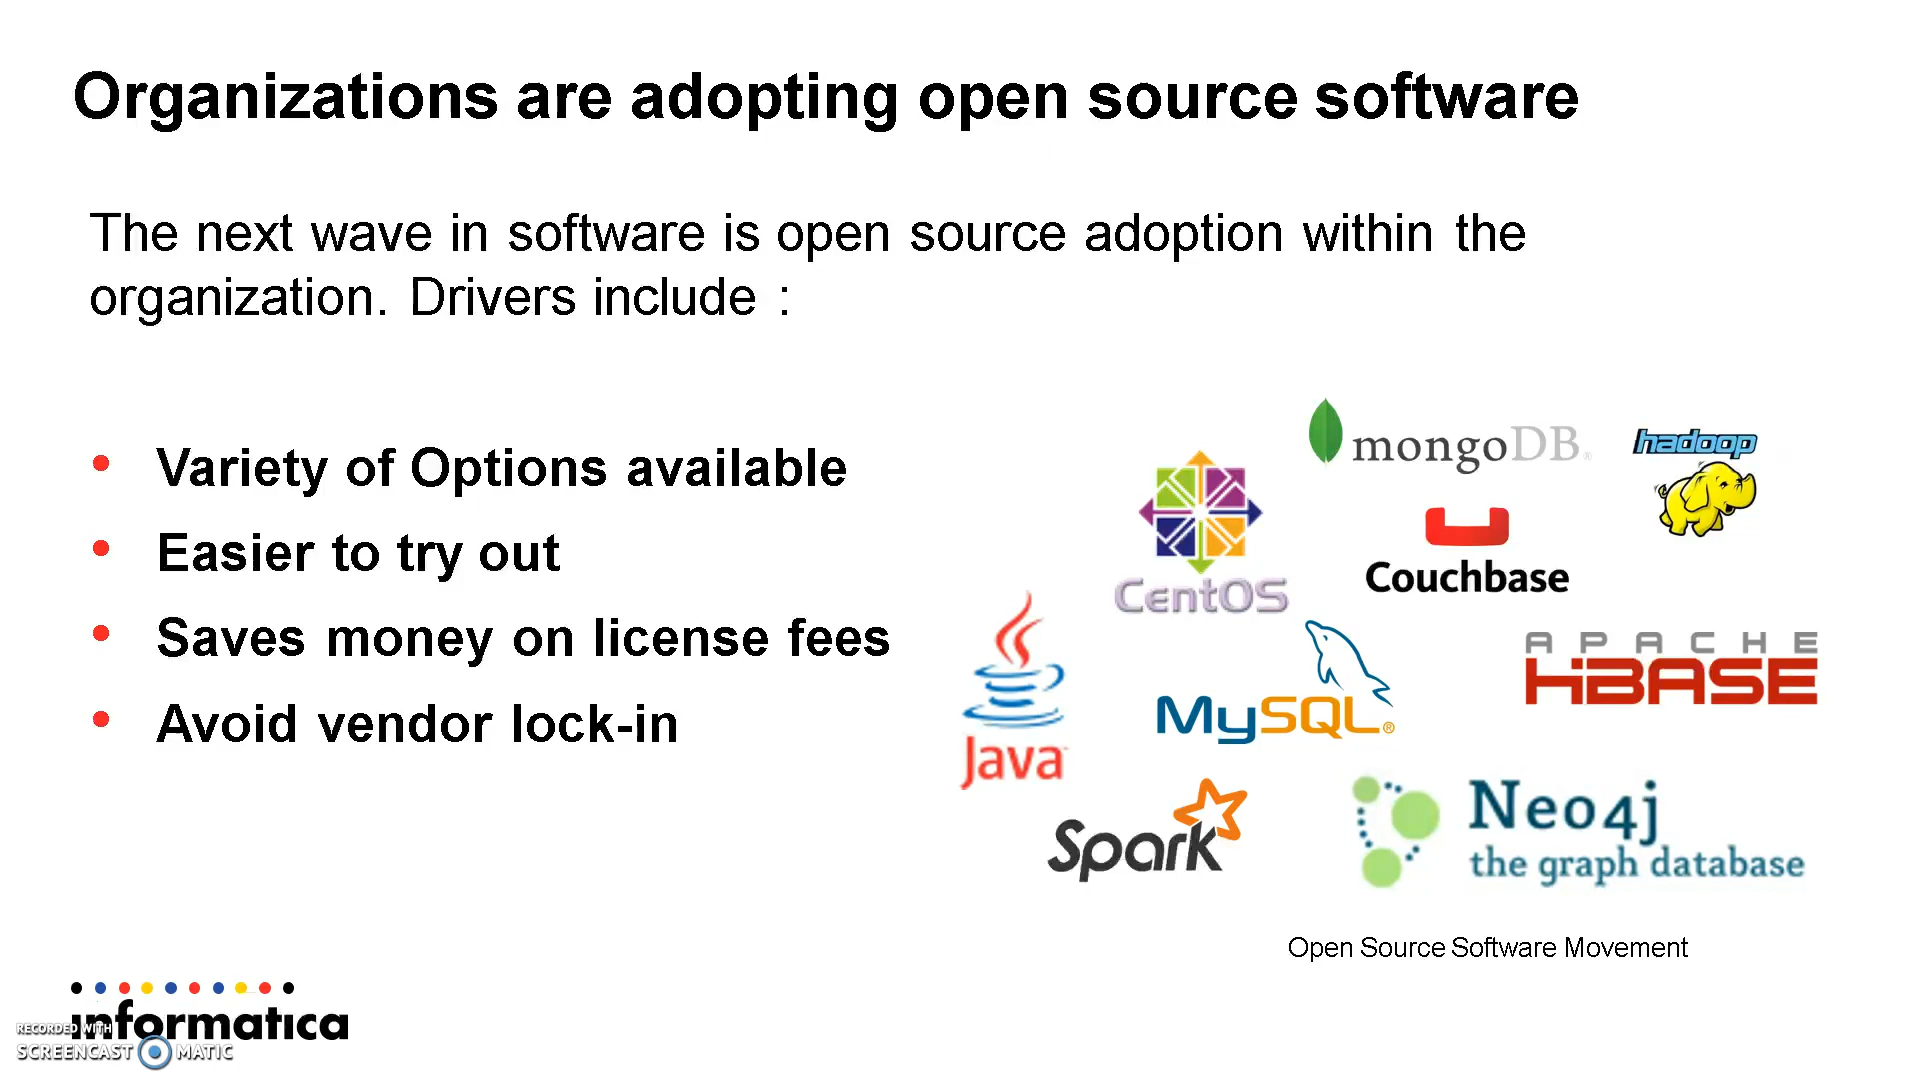 Organizations are adopting open source software
The next wave in software is open source adoption within the
organization. Drivers include :
• Variety of Options available
• Easier to try out
• Saves money on license fees
• Avoid vendor lock-in
mongoDB®
hadoop
CentOS
Couchbase
Java™
MySQL®
APACHE
HBASE
Spark
Neo4j
the graph database
Open Source Software Movement
informatica
RECORDED WITH
SCREENCAST MATIC